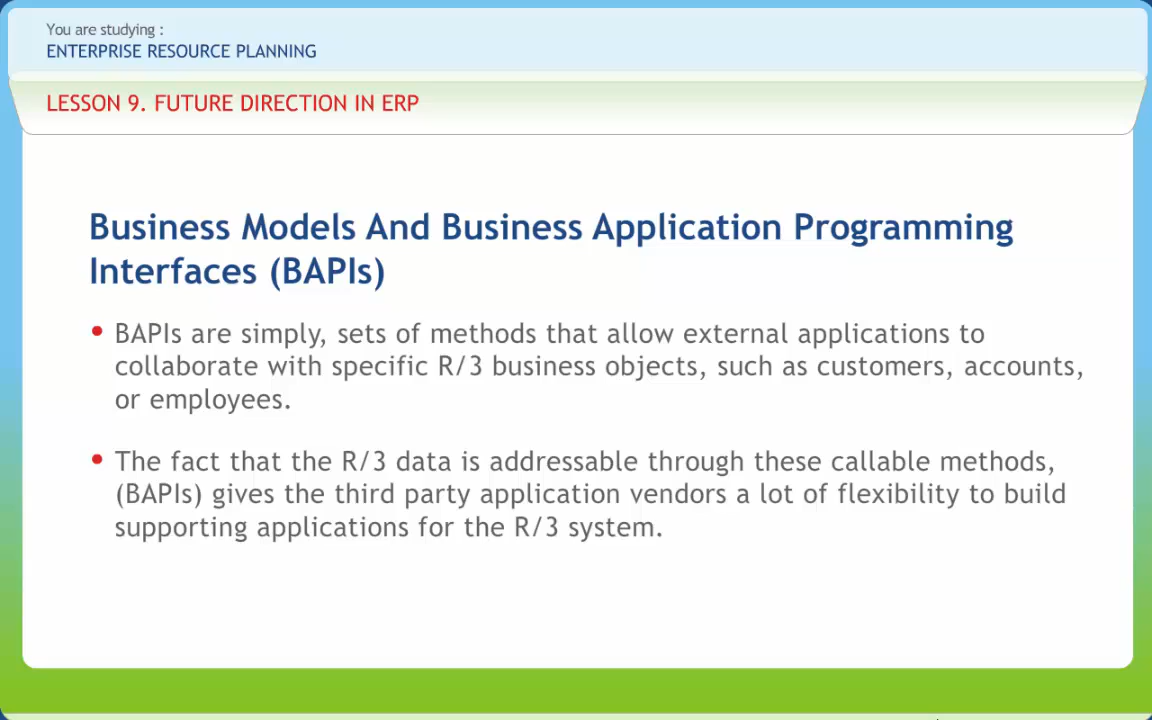 You are studying :
ENTERPRISE RESOURCE PLANNING
LESSON 9. FUTURE DIRECTION IN ERP
Business Models And Business Application Programming
Interfaces (BAPIs)
• BAPIs are simply, sets of methods that allow external applications to
collaborate with specific R/3 business objects, such as customers, accounts,
or employees.
• The fact that the R/3 data is addressable through these callable methods,
(BAPIs) gives the third party application vendors a lot of flexibility to build
supporting applications for the R/3 system.